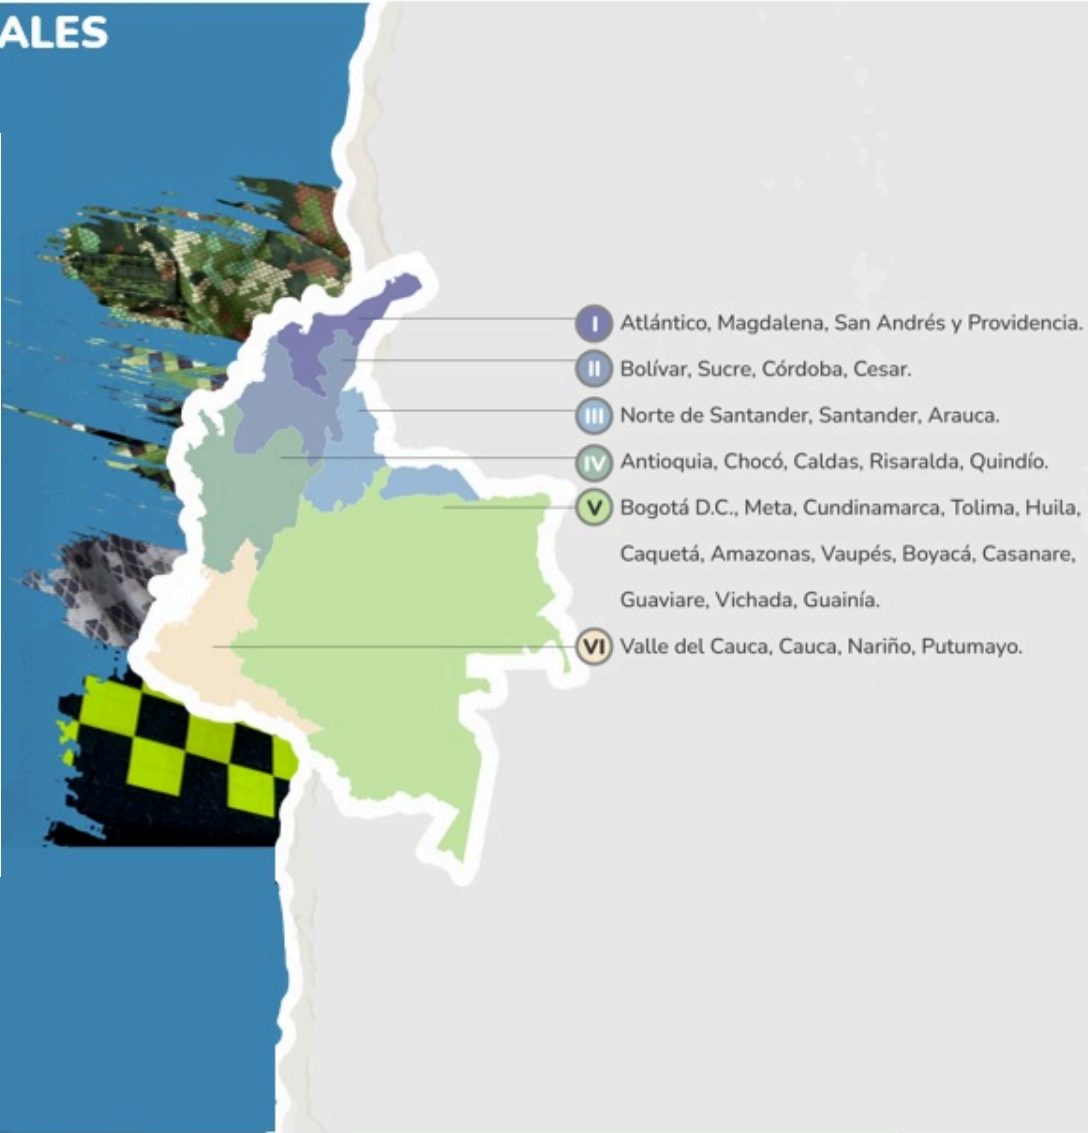 ALES
I Atlántico, Magdalena, San Andrés y Providencia.
II Bolívar, Sucre, Córdoba, Cesar.
III Norte de Santander, Santander, Arauca.
IV Antioquia, Chocó, Caldas, Risaralda, Quindío.
V Bogotá D.C., Meta, Cundinamarca, Tolima, Huila,
Caquetá, Amazonas, Vaupés, Boyacá, Casanare,
Guaviare, Vichada, Guainía.
VI Valle del Cauca, Cauca, Nariño, Putumayo.